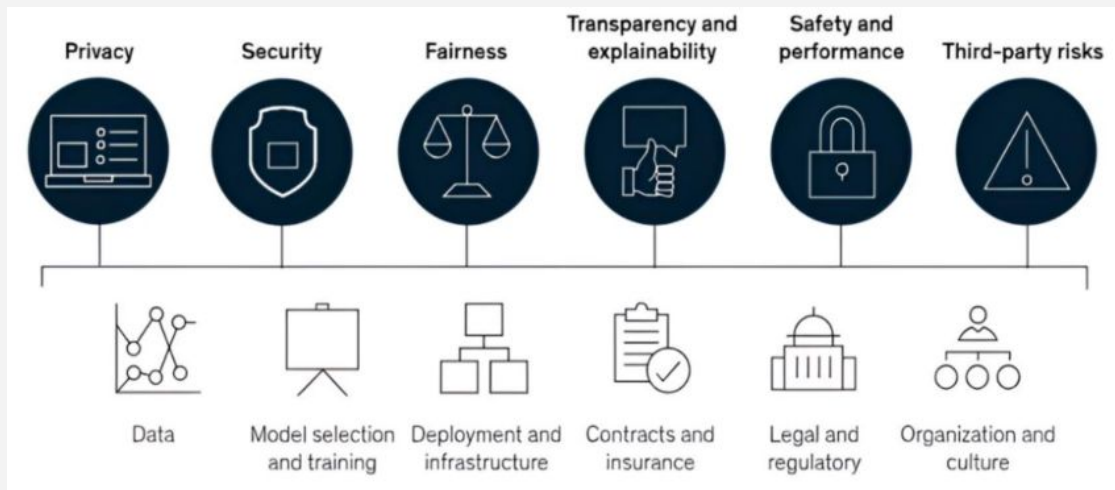 Privacy
Security
Fairness
Transparency and
explainability
Safety and
performance
Third-party risks
Data
Model selection
and training
Deployment and
infrastructure
Contracts and
insurance
Legal and
regulatory
Organization and
culture